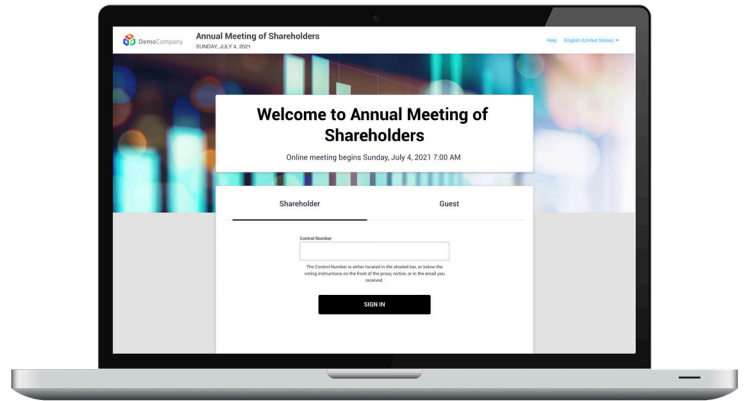 DemoCompany
Annual Meeting of Shareholders
SUNDAY, JULY 4, 2021
Help English (United States)
Welcome to Annual Meeting of
Shareholders
Online meeting begins Sunday, July 4, 2021 7:00 AM
Shareholder Guest
Control Number
The Control Number is either located in the shaded bar, or below the
voting instructions on the front of the proxy, notice, or in the email you
received.
SIGN IN